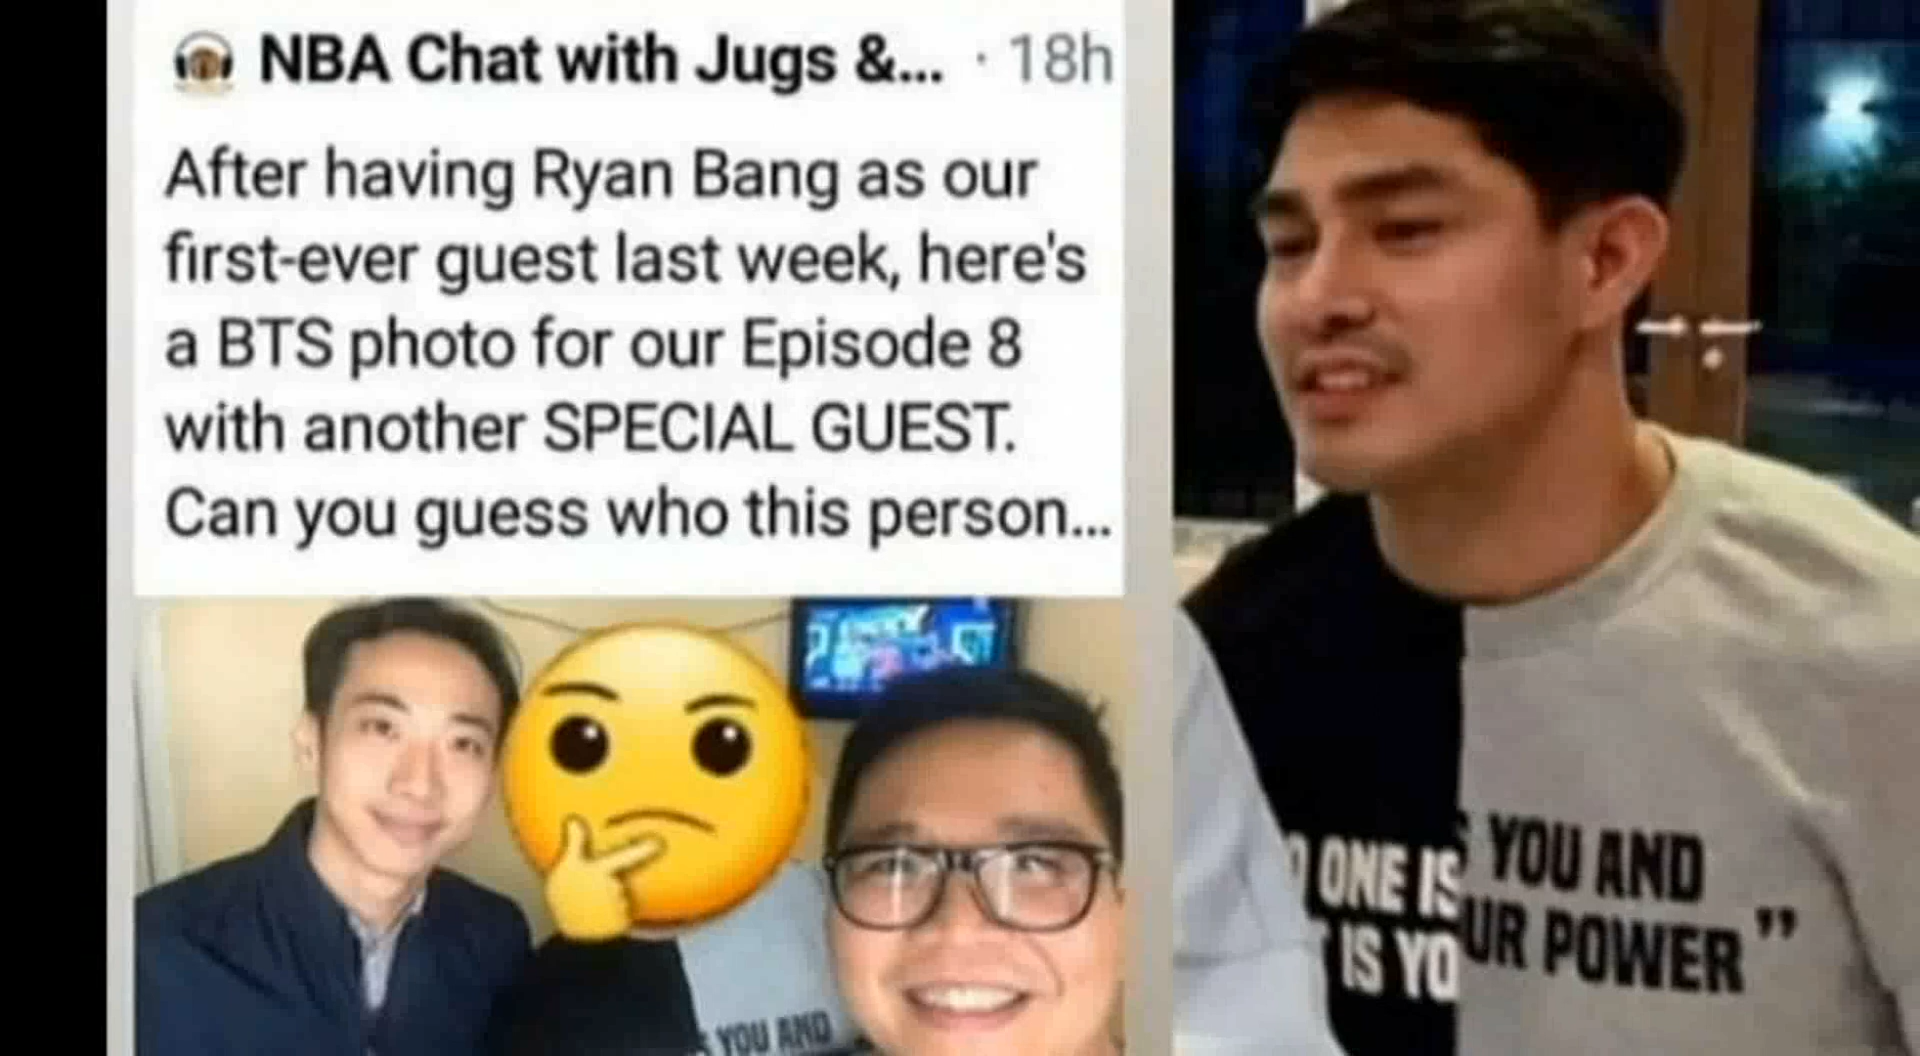 NBA Chat with Jugs &... · 18h
After having Ryan Bang as our
first-ever guest last week, here's
a BTS photo for our Episode 8
with another SPECIAL GUEST.
Can you guess who this person...
YOU AND
ONE IS YOU AND
IS YOUR POWER ”